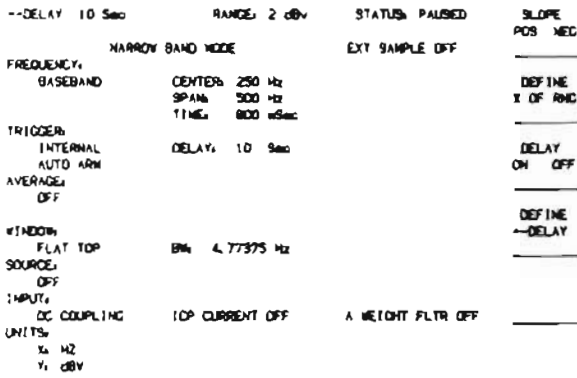 --DELAY 10 Sec RANGE: 2 dBv STATUS: PAUSED SLOPE
POS NEG
NARROW BAND MODE EXT SAMPLE OFF
FREQUENCY:
BASEBAND CENTER: 250 Hz DEFINE
SPAN: 500 Hz % OF RNG
TIME: 800 mSec
TRIGGER:
INTERNAL DELAY: 10 Sec DELAY
AUTO ARM ON OFF
AVERAGE:
OFF
DEFINE
WINDOW: --DELAY
FLAT TOP BW: 4.77375 Hz
SOURCE:
OFF
INPUT:
DC COUPLING ICP CURRENT OFF A WEIGHT FLTR OFF
UNITS:
X: HZ
Y: dBV